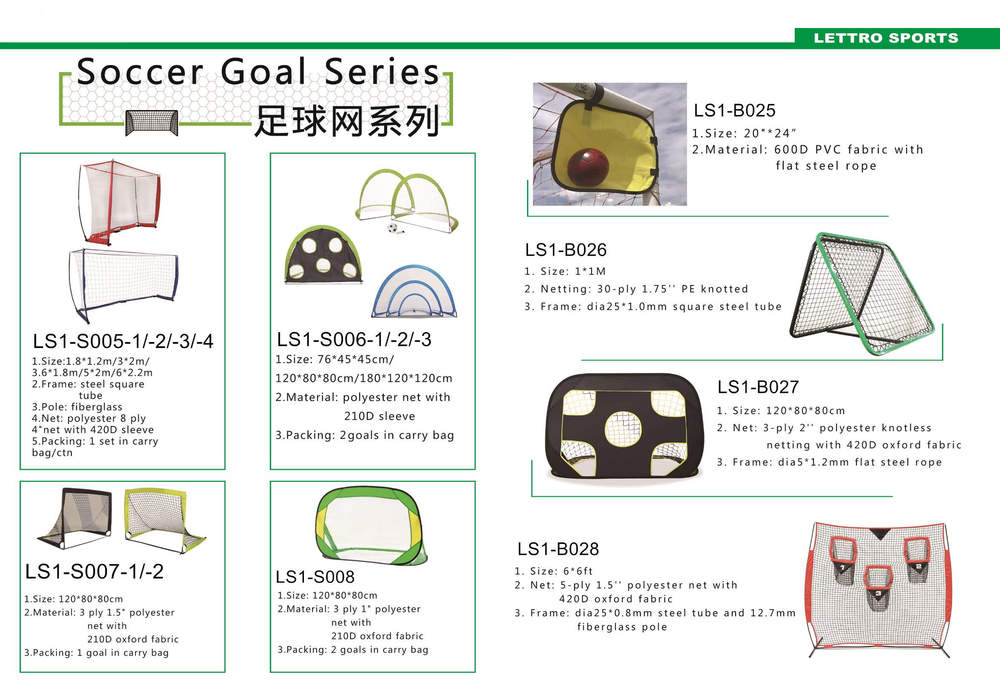 LETTRO SPORTS
Soccer Goal Series
足球网系列
LS1-S005-1/-2/-3/-4
1.Size:1.8*1.2m/3*2m/
3.6*1.8m/5*2m/6*2.2m
2.Frame: steel square
tube
3.Pole: fiberglass
4.Net: polyester 8 ply
4"net with 420D sleeve
5.Packing: 1 set in carry
bag/ctn
LS1-S006-1/-2/-3
1.Size: 76*45*45cm/
120*80*80cm/180*120*120cm
2.Material: polyester net with
210D sleeve
3.Packing: 2goals in carry bag
LS1-S007-1/-2
1.Size: 120*80*80cm
2.Material: 3 ply 1.5" polyester
net with
210D oxford fabric
3.Packing: 1 goal in carry bag
LS1-S008
1.Size: 120*80*80cm
2.Material: 3 ply 1" polyester
net with
210D oxford fabric
3.Packing: 2 goals in carry bag
LS1-B025
1.Size: 20"*24”
2.Material: 600D PVC fabric with
flat steel rope
LS1-B026
1. Size: 1*1M
2. Netting: 30-ply 1.75'' PE knotted
3. Frame: dia25*1.0mm square steel tube
LS1-B027
1. Size: 120*80*80cm
2. Net: 3-ply 2'' polyester knotless
netting with 420D oxford fabric
3. Frame: dia5*1.2mm flat steel rope
LS1-B028
1. Size: 6*6ft
2. Net: 5-ply 1.5'' polyester net with
420D oxford fabric
3. Frame: dia25*0.8mm steel tube and 12.7mm
fiberglass pole
1
2
3